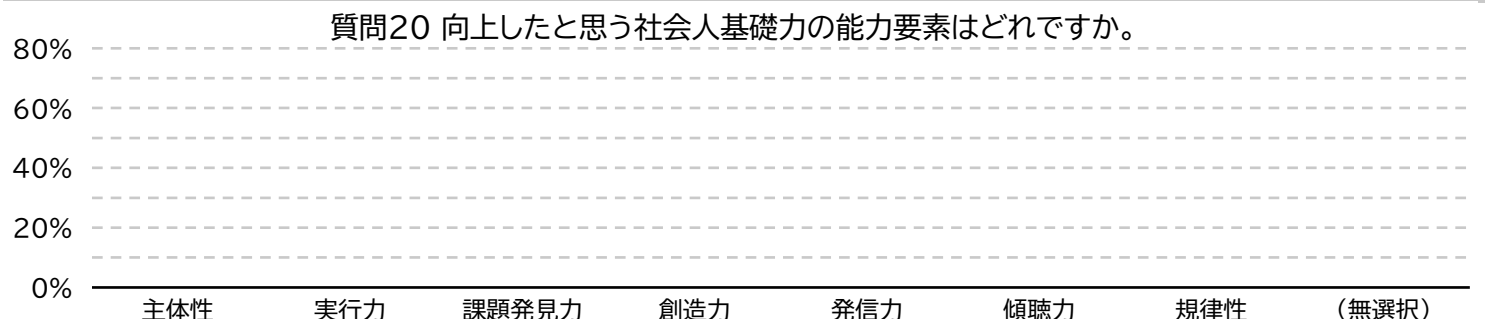 質問20 向上したと思う社会人基礎力の能力要素はどれですか。
80%
60%
40%
20%
0%
主体性 実行力 課題発見力 創造力 発信力 傾聴力 規律性 （無選択）